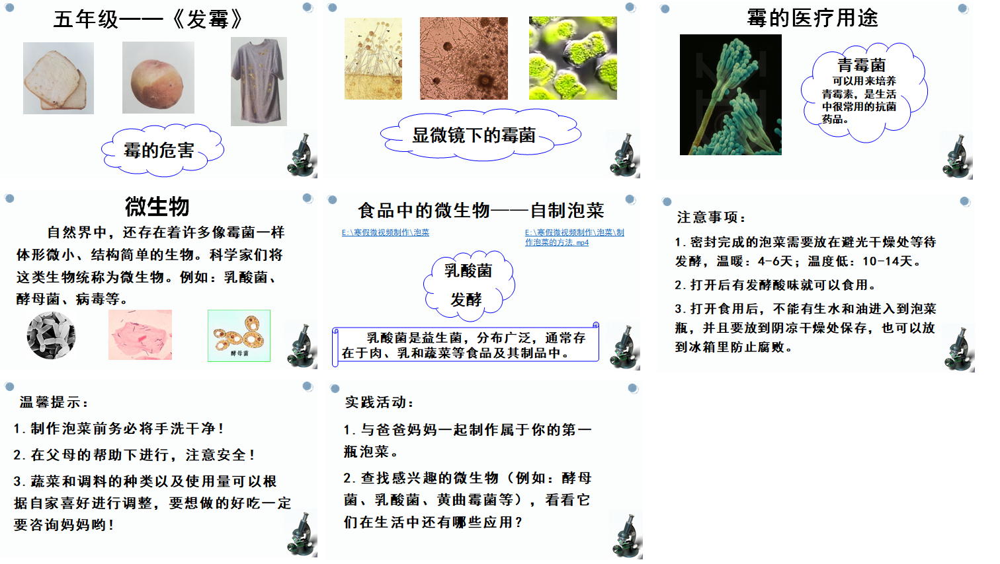 五年级——《发霉》
霉的危害
显微镜下的霉菌
霉的医疗用途
青霉菌
可以用来培养
青霉素，是生活
中很常用的抗菌
药品。
微生物
自然界中，还存在着许多像霉菌一样
体形微小、结构简单的生物。科学家们将
这类生物统称为微生物。例如：乳酸菌、
酵母菌、病毒等。
酵母菌
食品中的微生物——自制泡菜
E:\寒假微视频制作\泡菜
E:\寒假微视频制作\泡菜\制
作泡菜的方法.mp4
乳酸菌
发酵
乳酸菌是益生菌，分布广泛，通常存
在于肉、乳和蔬菜等食品及其制品中。
注意事项：
1.密封完成的泡菜需要放在避光干燥处等待
发酵，温暖：4-6天；温度低：10-14天。
2.打开后有发酵酸味就可以食用。
3.打开食用后，不能有生水和油进入到泡菜
瓶，并且要放到阴凉干燥处保存，也可以放
到冰箱里防止腐败。
温馨提示：
1.制作泡菜前务必将手洗干净！
2.在父母的帮助下进行，注意安全！
3.蔬菜和调料的种类以及使用量可以根
据自家喜好进行调整，要想做的好吃一定
要咨询妈妈哟！
实践活动：
1.与爸爸妈妈一起制作属于你的第一
瓶泡菜。
2.查找感兴趣的微生物（例如：酵母
菌、乳酸菌、黄曲霉菌等），看看它
们在生活中还有哪些应用？